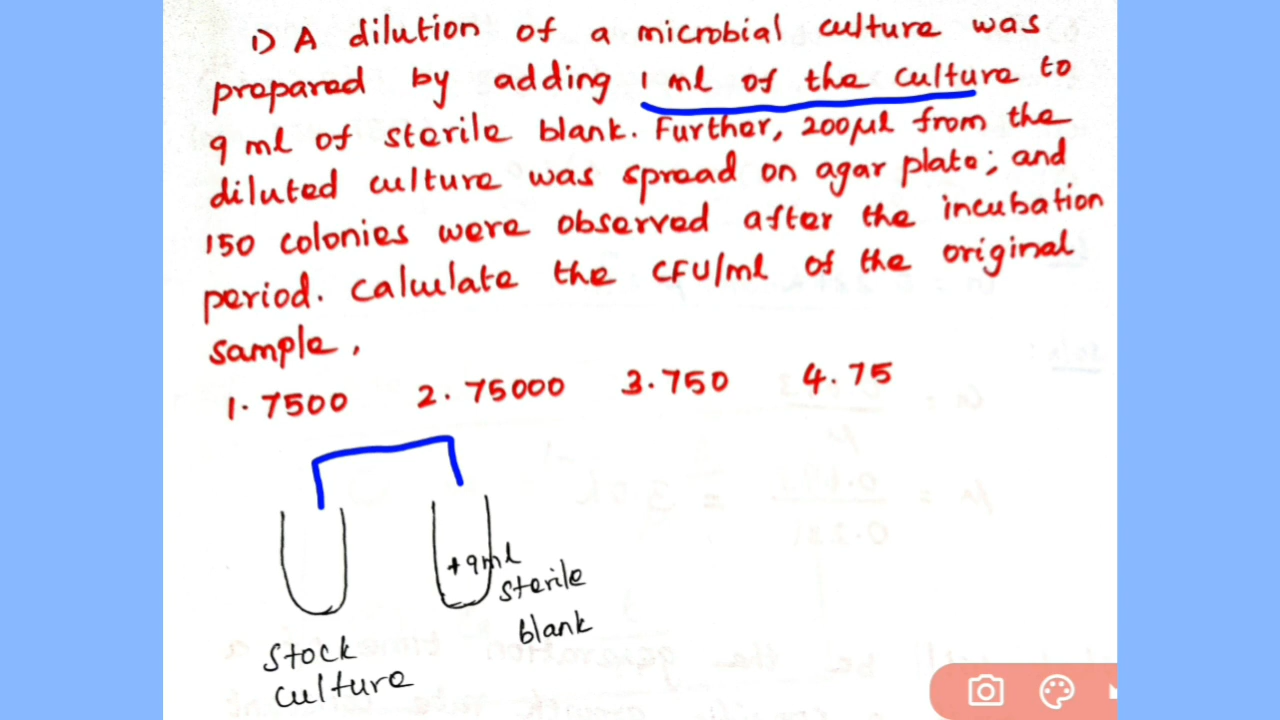 1) A dilution of a microbial culture was
prepared by adding 1 ml of the culture to
9 ml of sterile blank. Further, 200µl from the
diluted culture was spread on agar plate; and
150 colonies were observed after the incubation
period. Calculate the CFU/ml of the original
sample.
1. 7500 2. 75000 3. 750 4. 75
+9ml
sterile
blank
stock
culture